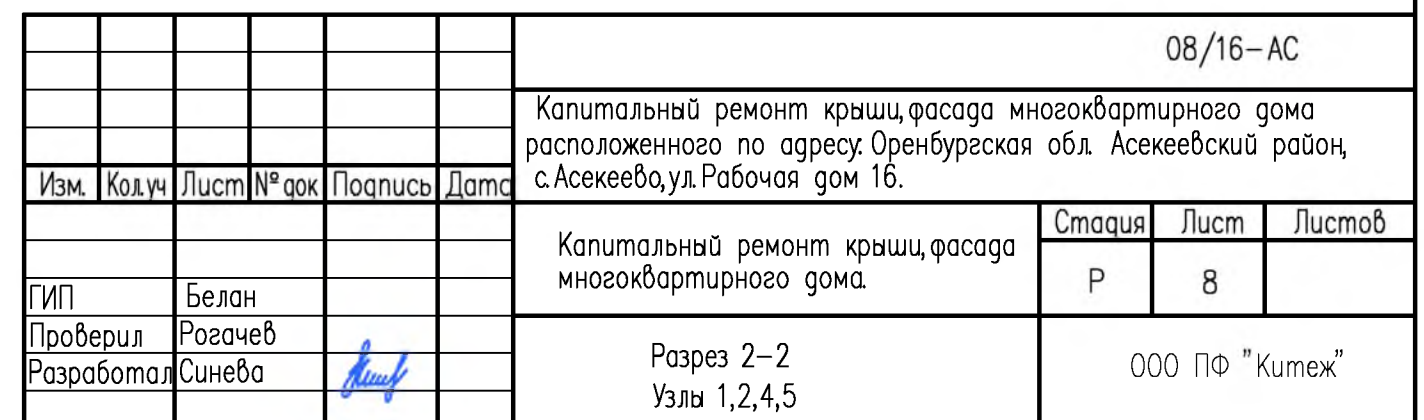 08/16-АС
Капитальный ремонт крыши,фасада многоквартирного дома
расположенного по адресу: Оренбургская обл. Асекеевский район,
с.Асекеево,ул.Рабочая дом 16.
Изм. Кол.уч Лист № док Подпись Дата
Капитальный ремонт крыши,фасада
многоквартирного дома.
Стадия Лист Листов
Р 8
ГИП Белан
Проверил Рогачев
Разработал Синева
Разрез 2-2
Узлы 1,2,4,5
ООО ПФ "Китеж"